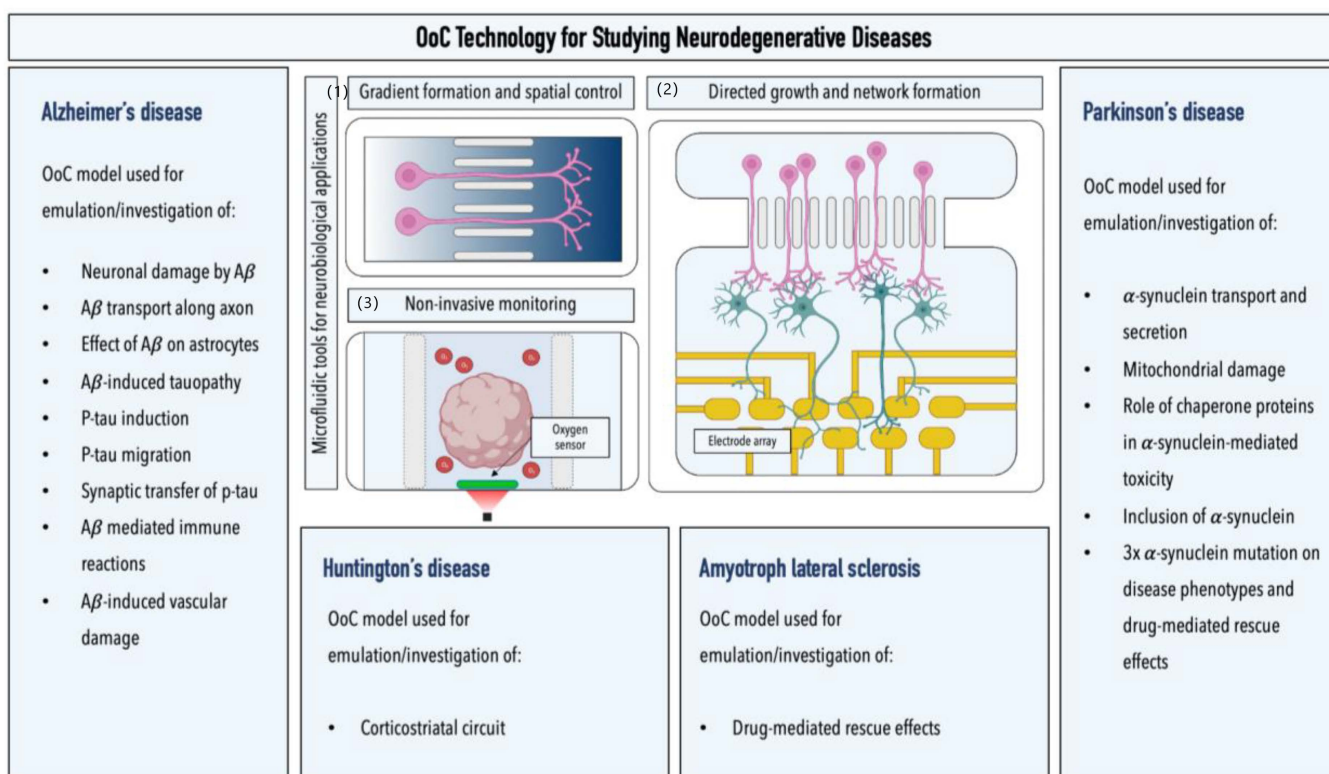 OoC Technology for Studying Neurodegenerative Diseases
Alzheimer's disease
OoC model used for
emulation/investigation of:
• Neuronal damage by Aβ
• Aβ transport along axon
• Effect of Aβ on astrocytes
• Aβ-induced tauopathy
• P-tau induction
• P-tau migration
• Synaptic transfer of p-tau
• Aβ mediated immune
reactions
• Aβ-induced vascular
damage
Microfluidic tools for neurobiological applications
(1) Gradient formation and spatial control
(2) Directed growth and network formation
Electrode array
(3) Non-invasive monitoring
O₂
O₂
O₂
O₂
O₂
Oxygen
sensor
Huntington's disease
OoC model used for
emulation/investigation of:
• Corticostriatal circuit
Amyotroph lateral sclerosis
OoC model used for
emulation/investigation of:
• Drug-mediated rescue effects
Parkinson's disease
OoC model used for
emulation/investigation of:
• α-synuclein transport and
secretion
• Mitochondrial damage
• Role of chaperone proteins
in α-synuclein-mediated
toxicity
• Inclusion of α-synuclein
• 3x α-synuclein mutation on
disease phenotypes and
drug-mediated rescue
effects